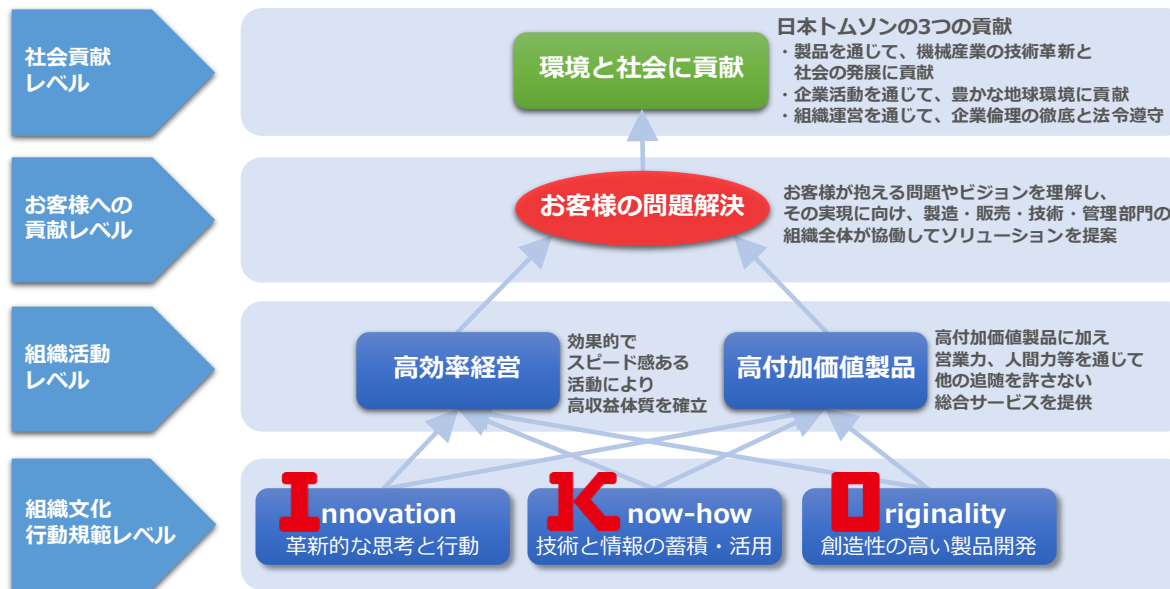 社会貢献
レベル
環境と社会に貢献
日本トムソンの3つの貢献
・製品を通じて、機械産業の技術革新と
社会の発展に貢献
・企業活動を通じて、豊かな地球環境に貢献
・組織運営を通じて、企業倫理の徹底と法令遵守
お客様への
貢献レベル
お客様の問題解決
お客様が抱える問題やビジョンを理解し、
その実現に向け、製造・販売・技術・管理部門の
組織全体が協働してソリューションを提案
組織活動
レベル
高効率経営
効果的で
スピード感ある
活動により
高収益体質を確立
高付加価値製品
高付加価値製品に加え
営業力、人間力等を通じて
他の追随を許さない
総合サービスを提供
組織文化
行動規範レベル
Innovation
革新的な思考と行動
Know-how
技術と情報の蓄積・活用
Originality
創造性の高い製品開発